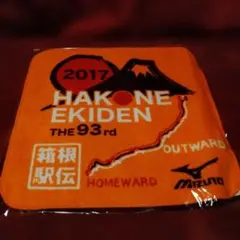 2017
HAKONE
EKIDEN
THE 93rd
箱根
駅伝
OUTWARD
HOMEWARD
MIZUNO